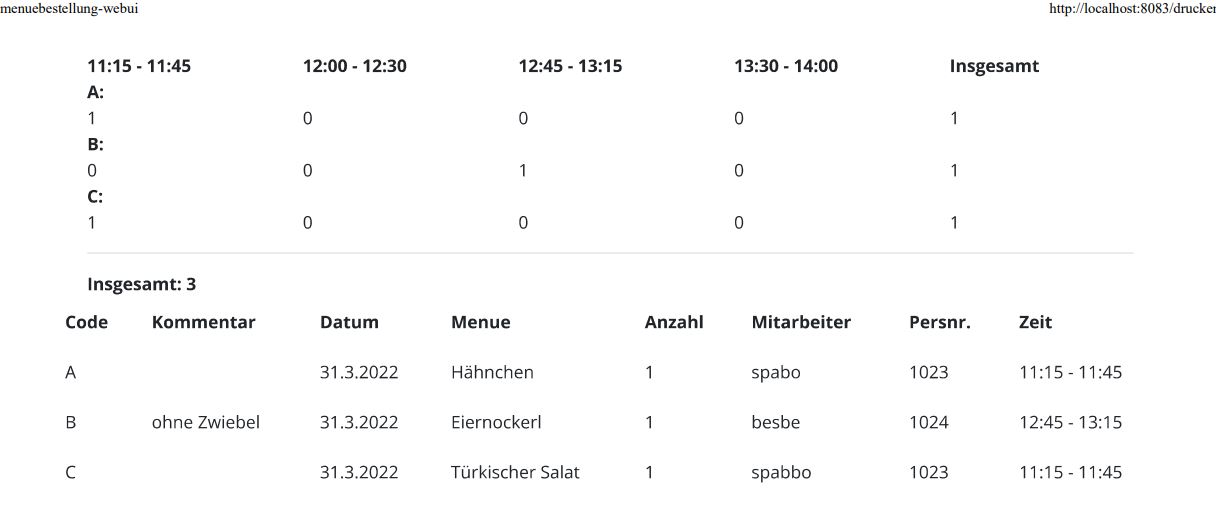 menuebestellung-webui http://localhost:8083/drucken
11:15 - 11:45 12:00 - 12:30 12:45 - 13:15 13:30 - 14:00 Insgesamt
A:
1 0 0 0 1
B:
0 0 1 0 1
C:
1 0 0 0 1
Insgesamt: 3
Code Kommentar Datum Menue Anzahl Mitarbeiter Persnr. Zeit
A 31.3.2022 Hähnchen 1 spabo 1023 11:15 - 11:45
B ohne Zwiebel 31.3.2022 Eiernockerl 1 besbe 1024 12:45 - 13:15
C 31.3.2022 Türkischer Salat 1 spabbo 1023 11:15 - 11:45